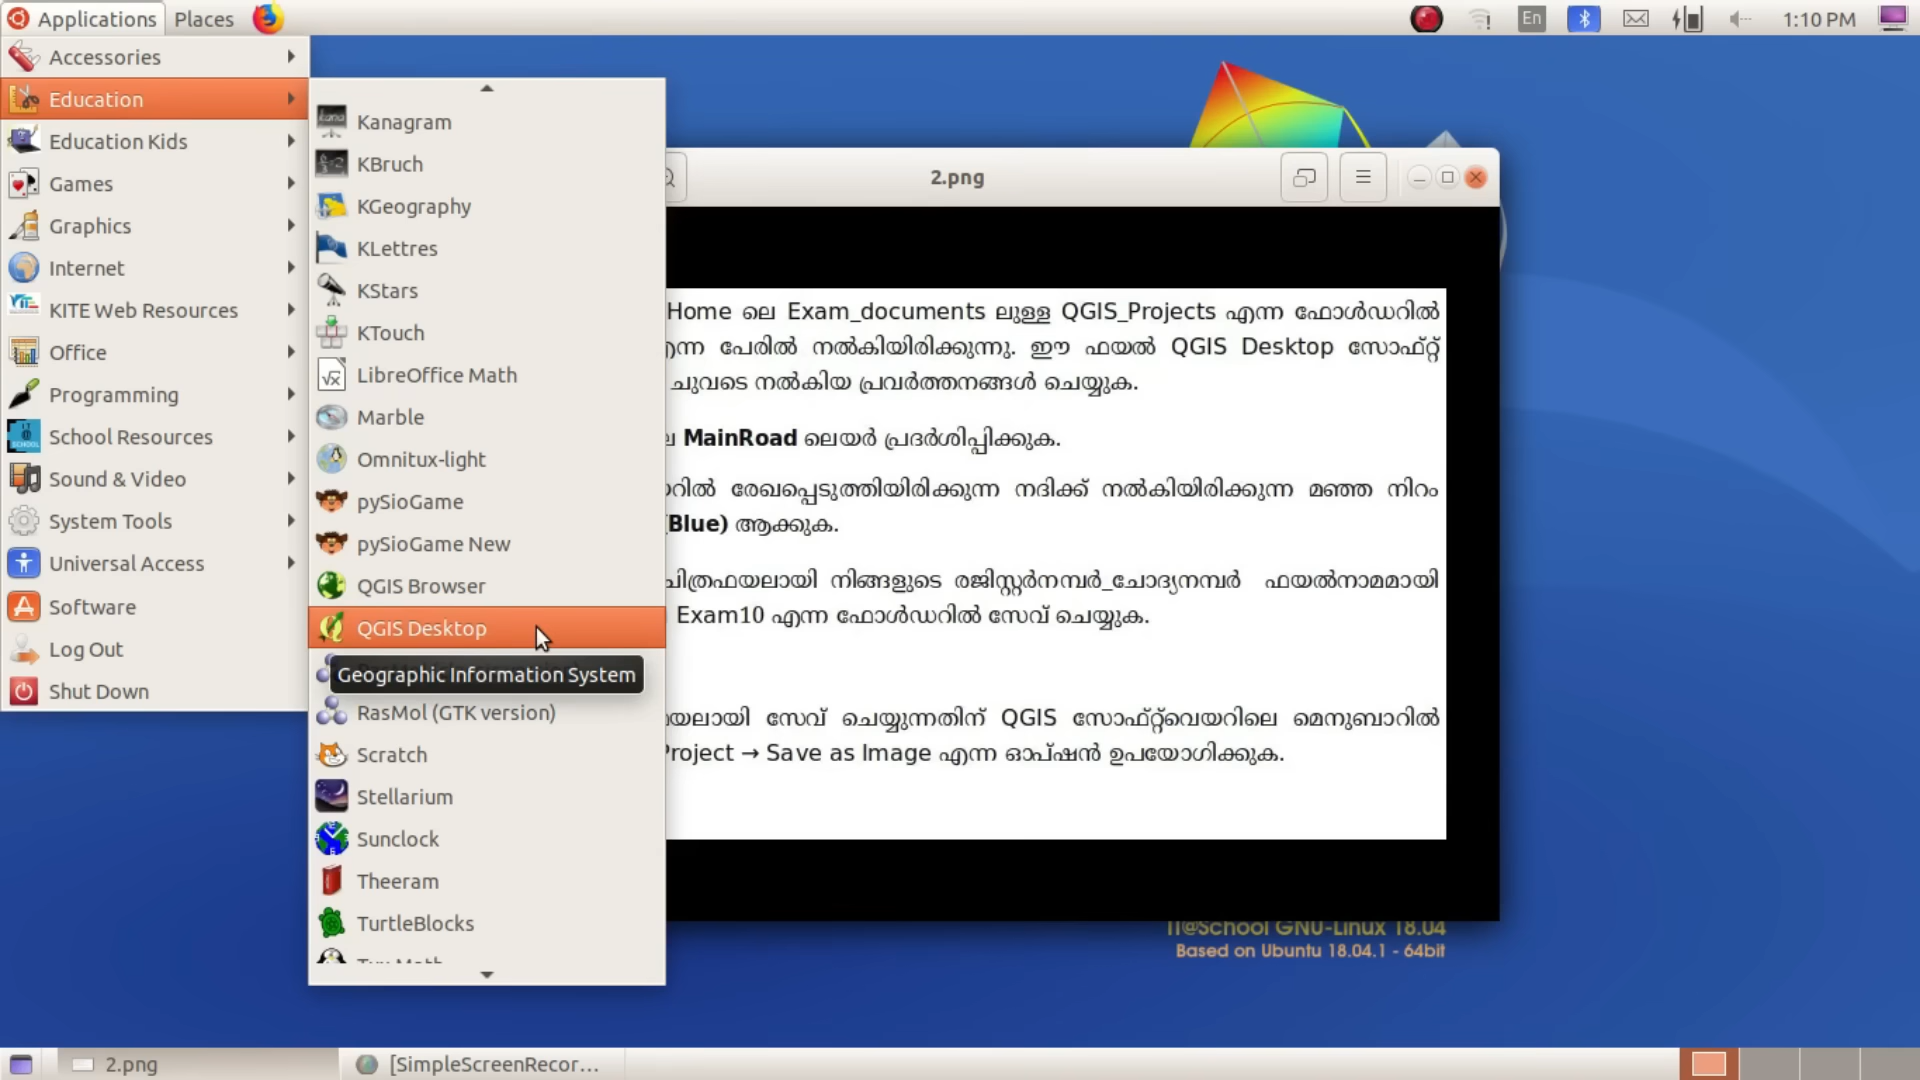 Applications Places En 1:10 PM
Accessories
Education
Education Kids
Games
Graphics
Internet
KITE Web Resources
Office
Programming
School Resources
Sound & Video
System Tools
Universal Access
Software
Log Out
Shut Down
Kanagram
KBruch
KGeography
KLettres
KStars
KTouch
LibreOffice Math
Marble
Omnitux-light
pySioGame
pySioGame New
QGIS Browser
QGIS Desktop
Geographic Information System
RasMol (GTK version)
Scratch
Stellarium
Sunclock
Theeram
TurtleBlocks
2.png
Home ലെ Exam_documents ലുള്ള QGIS_Projects എന്ന ഫോൾഡറിൽ
എന്ന പേരിൽ നൽകിയിരിക്കുന്നു. ഈ ഫയൽ QGIS Desktop സോഫ്റ്റ്
ചുവടെ നൽകിയ പ്രവർത്തനങ്ങൾ ചെയ്യുക.
MainRoad ലെയർ പ്രദർശിപ്പിക്കുക.
രേഖപ്പെടുത്തിയിരിക്കുന്ന നദിക്ക് നൽകിയിരിക്കുന്ന മഞ്ഞ നിറം
(Blue) ആക്കുക.
ചിത്രഫയലായി നിങ്ങളുടെ രജിസ്റ്റർനമ്പർ_ചോദ്യനമ്പർ ഫയൽനാമമായി
Exam10 എന്ന ഫോൾഡറിൽ സേവ് ചെയ്യുക.
സേവ് ചെയ്യുന്നതിന് QGIS സോഫ്റ്റ്‌വെയറിലെ മെനുബാറിൽ
Project → Save as Image എന്ന ഓപ്ഷൻ ഉപയോഗിക്കുക.
IT@School GNU-Linux 18.04
Based on Ubuntu 18.04.1 - 64bit
2.png [SimpleScreenRecor...